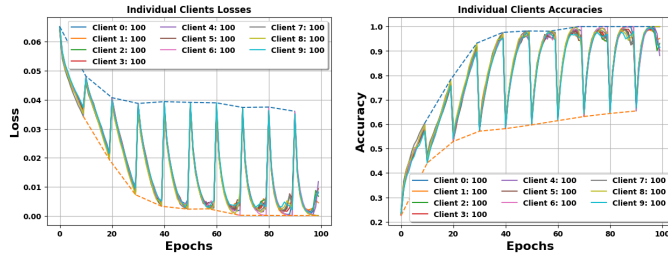 Individual Clients Losses
Client 0: 100
Client 1: 100
Client 2: 100
Client 3: 100
Client 4: 100
Client 5: 100
Client 6: 100
Client 7: 100
Client 8: 100
Client 9: 100
Loss
0.06
0.05
0.04
0.03
0.02
0.01
0.00
0
20
40
60
80
100
Epochs
Individual Clients Accuracies
Accuracy
1.0
0.9
0.8
0.7
0.6
0.5
0.4
0.3
0.2
Client 0: 100
Client 1: 100
Client 2: 100
Client 3: 100
Client 4: 100
Client 5: 100
Client 6: 100
Client 7: 100
Client 8: 100
Client 9: 100
0
20
40
60
80
100
Epochs